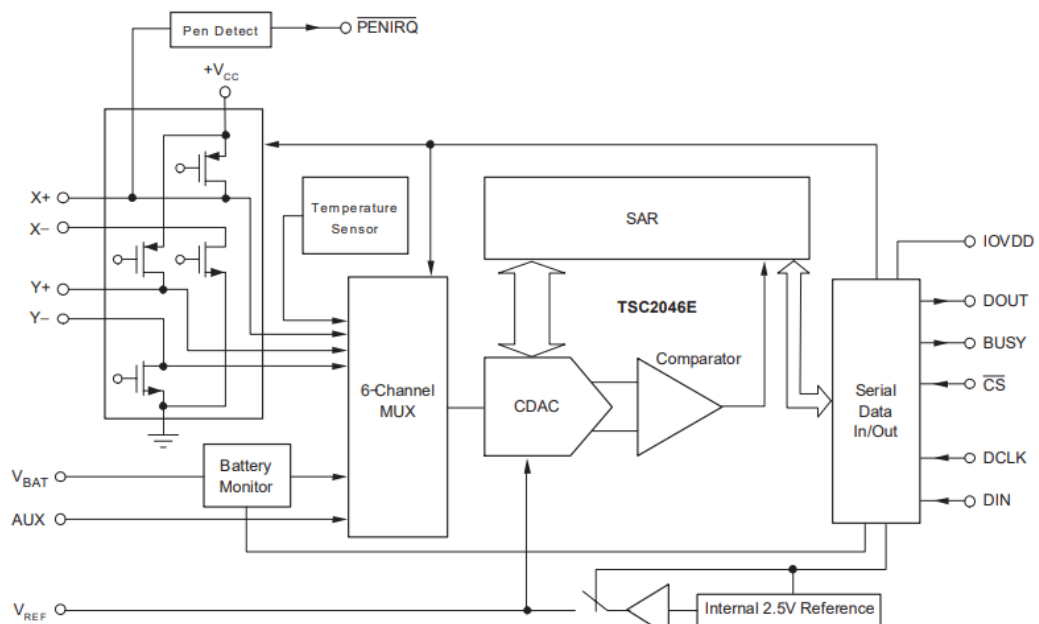 Pen Detect
PENIRQ
+VCC
X+
X−
Y+
Y−
Temperature
Sensor
SAR
IOVDD
TSC2046E
DOUT
BUSY
CS
DCLK
DIN
6-Channel
MUX
CDAC
Comparator
Serial
Data
In/Out
VBAT
Battery
Monitor
AUX
VREF
Internal 2.5V Reference